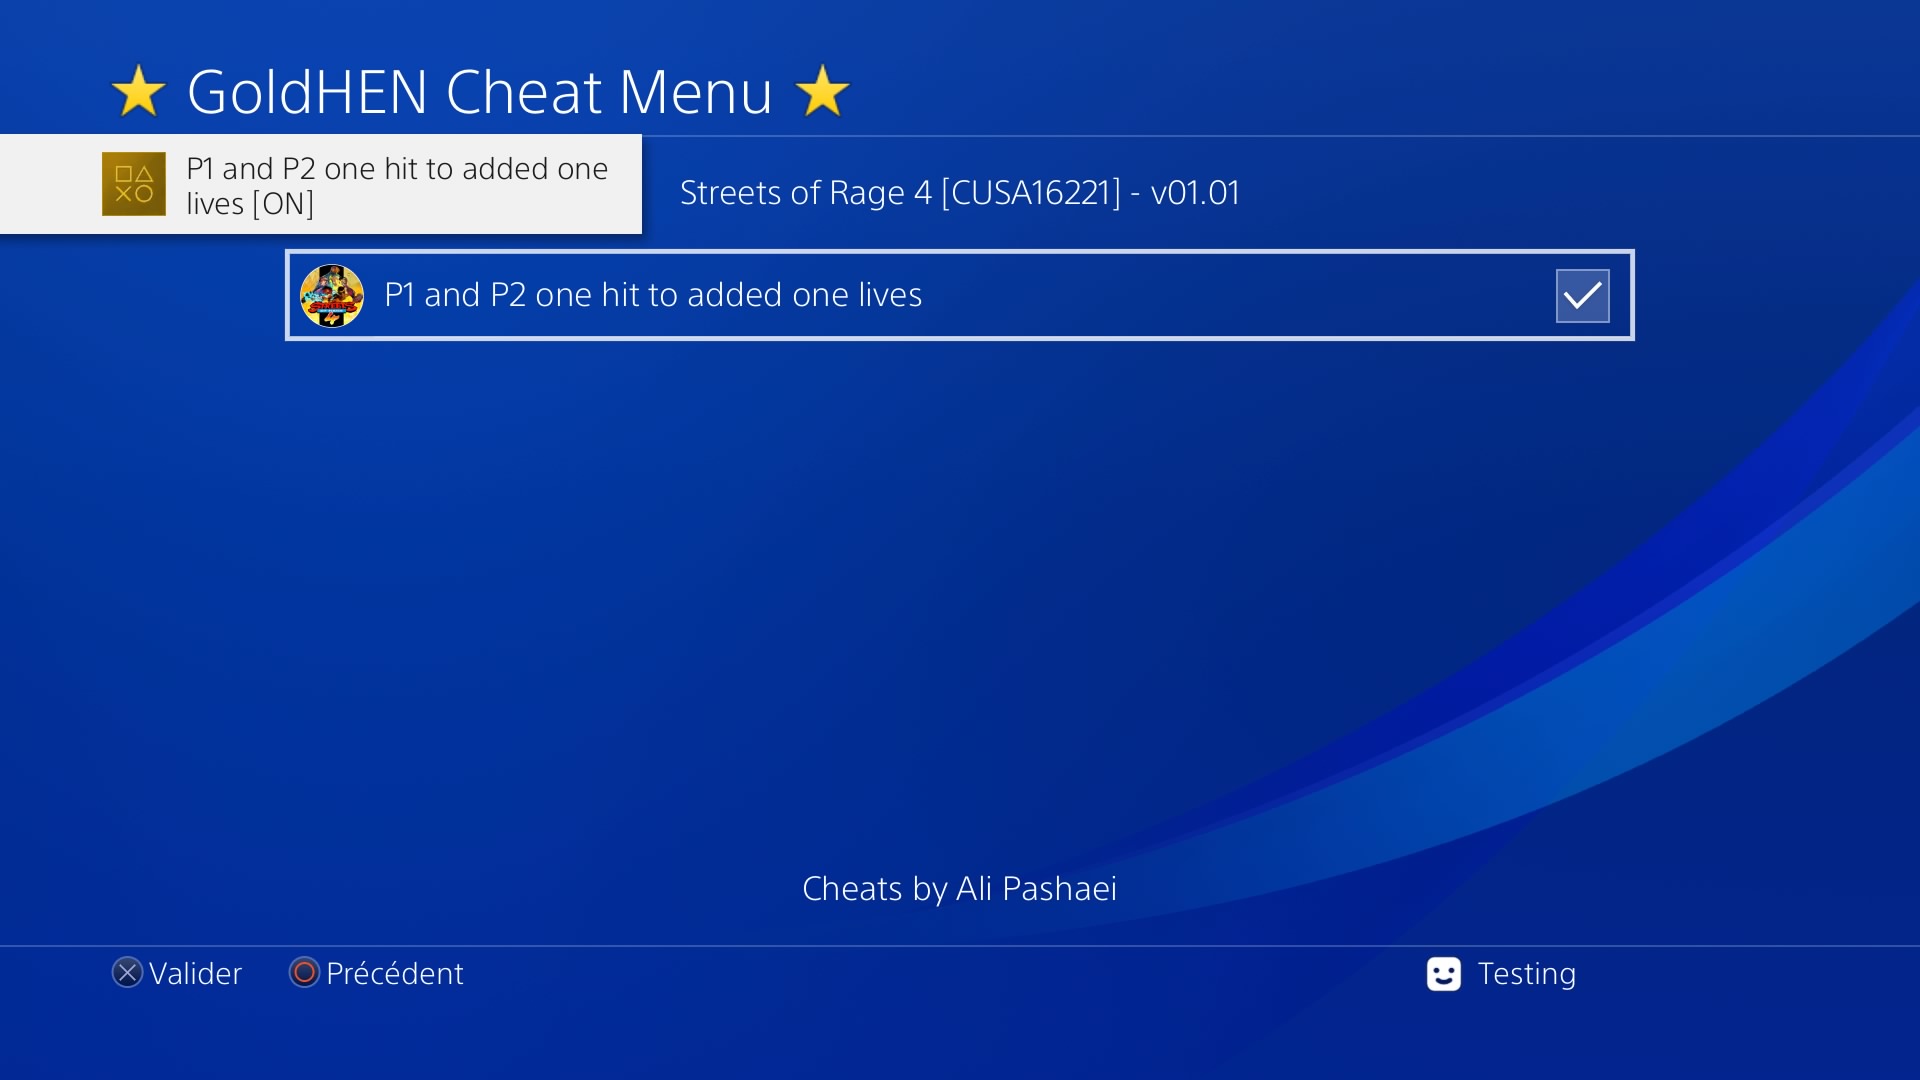 GoldHEN Cheat Menu
P1 and P2 one hit to added one
lives [ON]
Streets of Rage 4 [CUSA16221] - v01.01
P1 and P2 one hit to added one lives
Cheats by Ali Pashaei
Valider
Précédent
Testing